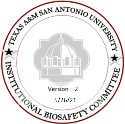 TEXAS A&M SAN ANTONIO UNIVERSITY
Version 2
INSTITUTIONAL BIOSAFETY COMMITTEE